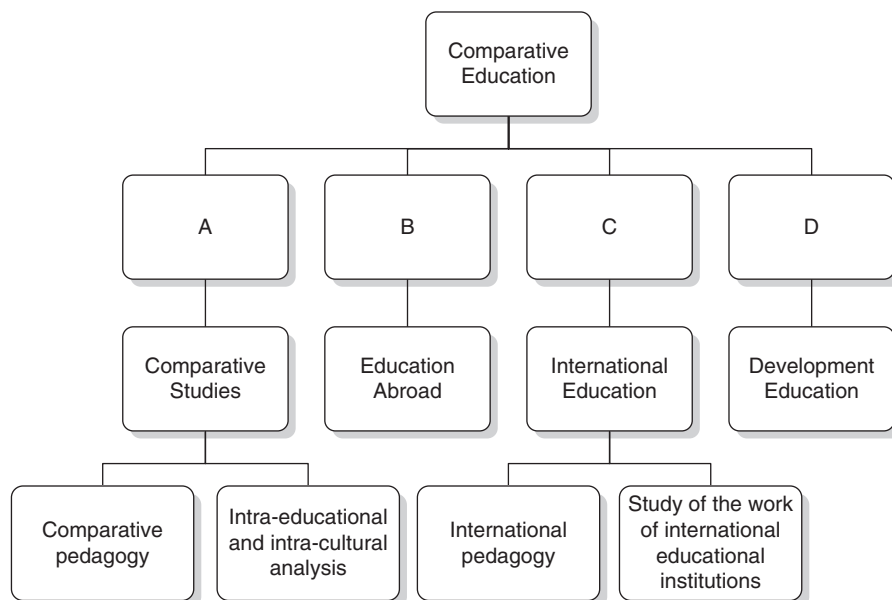 Comparative
Education
A
B
C
D
Comparative
Studies
Education
Abroad
International
Education
Development
Education
Comparative
pedagogy
Intra-educational
and intra-cultural
analysis
International
pedagogy
Study of the work
of international
educational
institutions